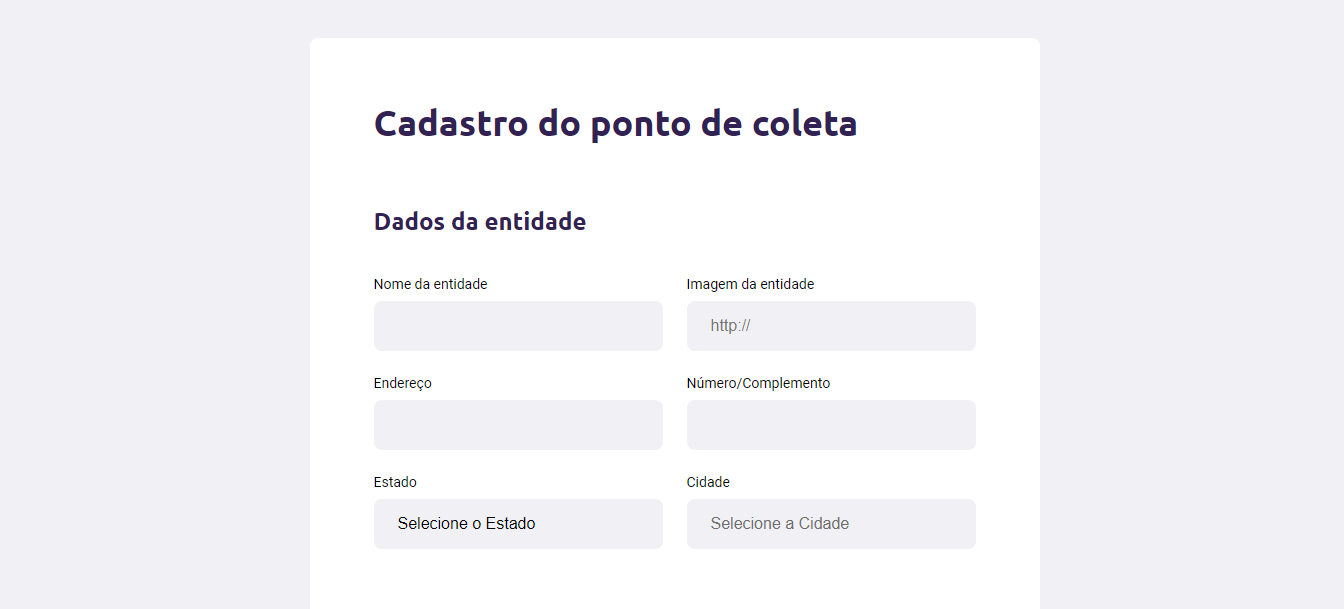 Cadastro do ponto de coleta
Dados da entidade
Nome da entidade
Imagem da entidade
http://
Endereço
Número/Complemento
Estado
Cidade
Selecione o Estado
Selecione a Cidade